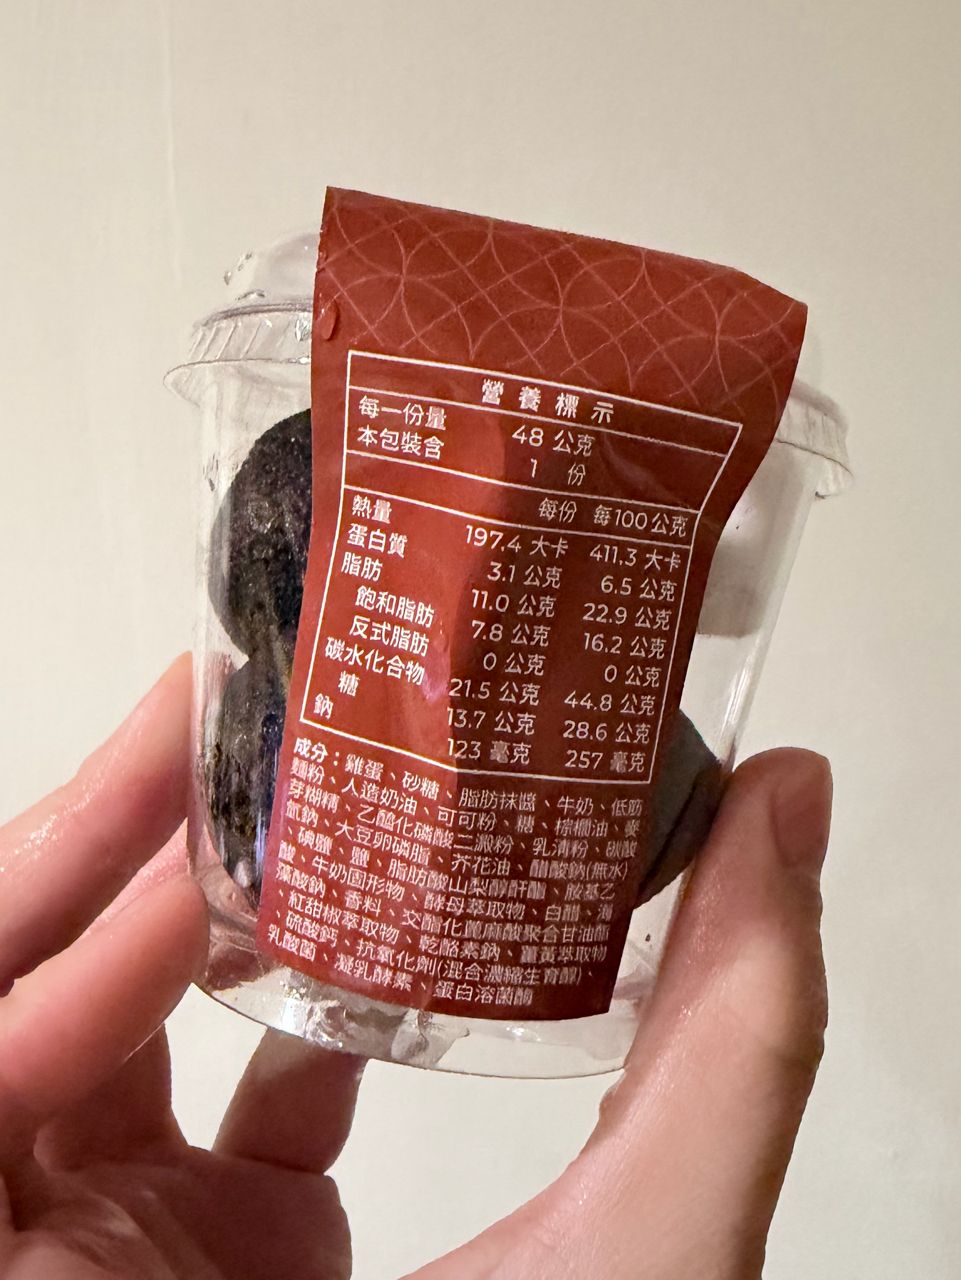 營養標示
每一份量 48 公克
本包裝含 1 份
每份 每100公克
熱量 197.4 大卡 411.3 大卡
蛋白質 3.1 公克 6.5 公克
脂肪 11.0 公克 22.9 公克
飽和脂肪 7.8 公克 16.2 公克
反式脂肪 0 公克 0 公克
碳水化合物 21.5 公克 44.8 公克
糖 13.7 公克 28.6 公克
鈉 123 毫克 257 毫克
成分：雞蛋、砂糖、脂肪抹醬、牛奶、低筋
麵粉、人造奶油、可可粉、糖、棕櫚油、麥
芽糊精、乙醯化磷酸二澱粉、乳清粉、碳酸
氫鈉、大豆卵磷脂、芥花油、醋酸鈉(無水)
、碘鹽、鹽、脂肪酸山梨醇酐酯、胺基乙
酸、牛奶固形物、酵母萃取物、白醋、海
藻酸鈉、香料、交酯化蓖麻酸聚合甘油酯
、紅甜椒萃取物、乾酪素鈉、薑黃萃取物
、硫酸鈣、抗氧化劑(混合濃縮生育醇)、
乳酸菌、凝乳酵素、蛋白溶菌酶